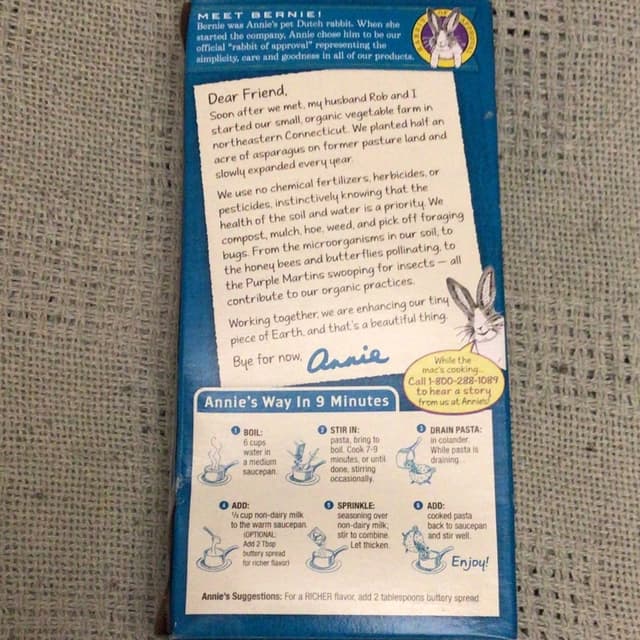 MEET BERNIE!
Bernie was Annie's pet Dutch rabbit. When she
started the company, Annie chose him to be our
official "rabbit of approval" representing the
simplicity, care and goodness in all of our products.
Dear Friend,
Soon after we met, my husband Rob and I
started our small, organic vegetable farm in
northeastern Connecticut. We planted half an
acre of asparagus on former pasture land and
slowly expanded every year.
We use no chemical fertilizers, herbicides, or
pesticides, instinctively knowing that the
health of the soil and water is a priority. We
compost, mulch, hoe, weed, and pick off foraging
bugs. From the microorganisms in our soil, to
the honey bees and butterflies pollinating, to
the Purple Martins swooping for insects — all
contribute to our organic practices.
Working together, we are enhancing our tiny
piece of Earth, and that's a beautiful thing.
Bye for now, Annie
While the
mac's cooking...
Call 1-800-288-1089
to hear a story
from us at Annie's!
Annie's Way In 9 Minutes
1 BOIL:
6 cups
water in
a medium
saucepan.
2 STIR IN:
pasta, bring to
boil. Cook 7-9
minutes, or until
done, stirring
occasionally.
3 DRAIN PASTA:
in colander.
While pasta is
draining...
4 ADD:
¼ cup non-dairy milk
to the warm saucepan.
(OPTIONAL:
Add 2 Tbsp
buttery spread
for richer flavor)
5 SPRINKLE:
seasoning over
non-dairy milk;
stir to combine.
Let thicken.
6 ADD:
cooked pasta
back to saucepan
and stir well.
Enjoy!
Annie's Suggestions: For a RICHER flavor, add 2 tablespoons buttery spread